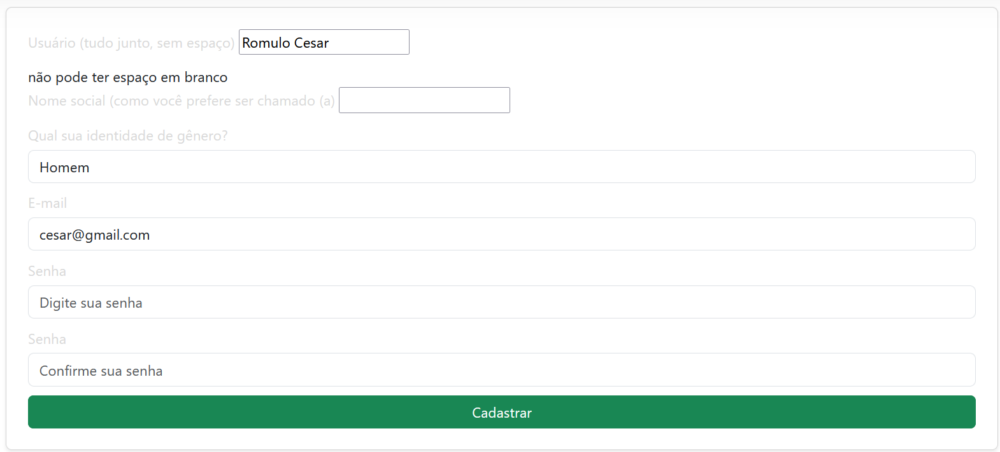 Usuário (tudo junto, sem espaço) Romulo Cesar
não pode ter espaço em branco
Nome social (como você prefere ser chamado (a)
Qual sua identidade de gênero?
Homem
E-mail
cesar@gmail.com
Senha
Digite sua senha
Senha
Confirme sua senha
Cadastrar